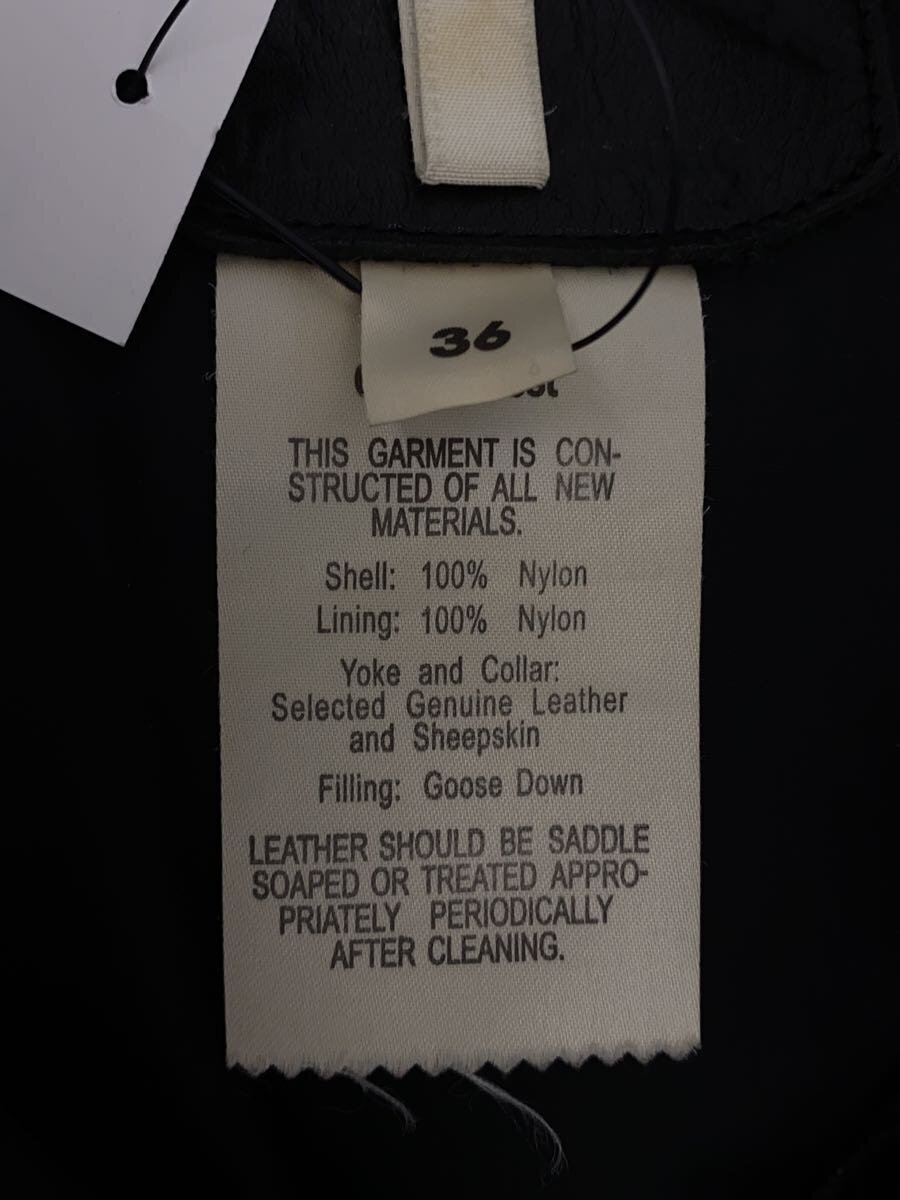 36
THIS GARMENT IS CON-
STRUCTED OF ALL NEW
MATERIALS.
Shell: 100% Nylon
Lining: 100% Nylon
Yoke and Collar:
Selected Genuine Leather
and Sheepskin
Filling: Goose Down
LEATHER SHOULD BE SADDLE
SOAPED OR TREATED APPRO-
PRIATELY PERIODICALLY
AFTER CLEANING.